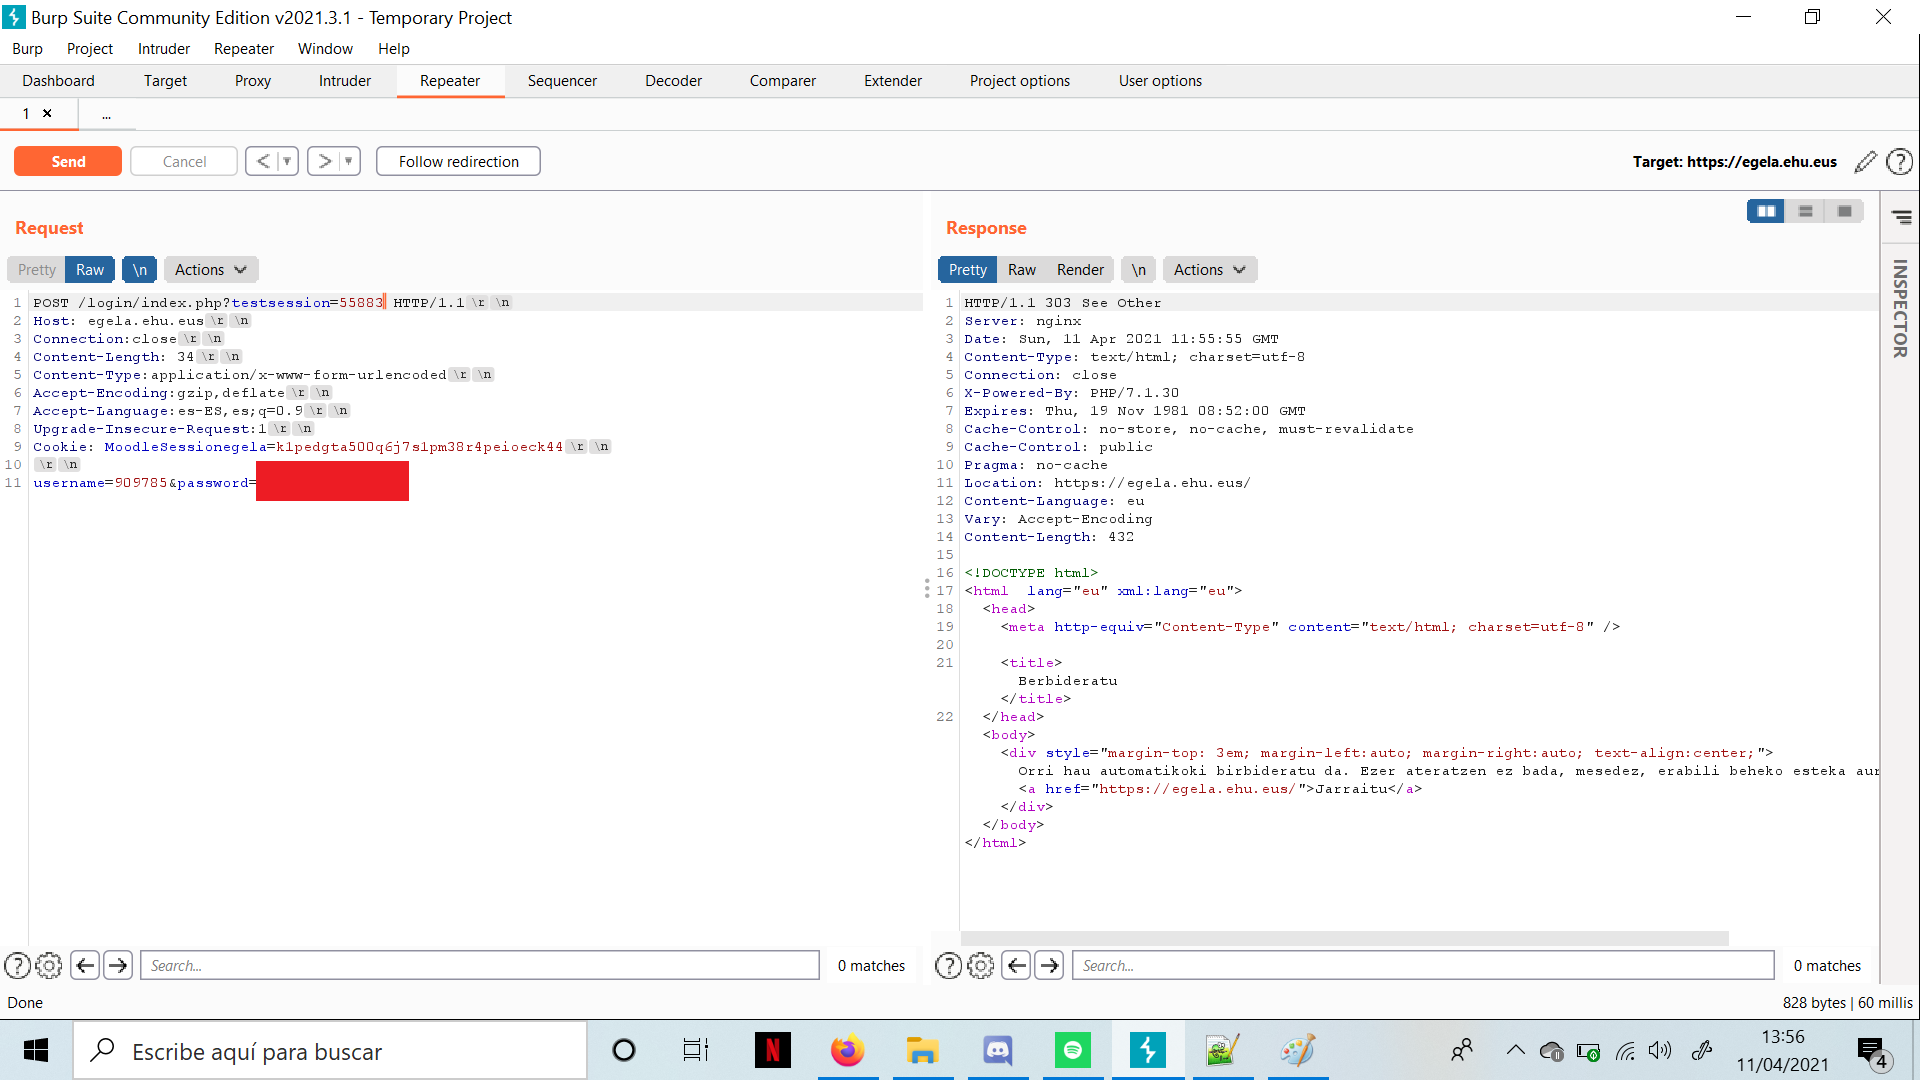 Burp Suite Community Edition v2021.3.1 - Temporary Project
Burp Project Intruder Repeater Window Help
Dashboard Target Proxy Intruder Repeater Sequencer Decoder Comparer Extender Project options User options
1 × ...
Send Cancel < > Follow redirection Target: https://egela.ehu.eus
Request
Pretty Raw \n Actions
1 POST /login/index.php?testsession=55883 HTTP/1.1 \r \n
2 Host: egela.ehu.eus \r \n
3 Connection:close \r \n
4 Content-Length: 34 \r \n
5 Content-Type:application/x-www-form-urlencoded \r \n
6 Accept-Encoding:gzip,deflate \r \n
7 Accept-Language:es-ES,es;q=0.9 \r \n
8 Upgrade-Insecure-Request:1 \r \n
9 Cookie: MoodleSessionegela=k1pedgta500q6j7s1pm38r4peioeck44 \r \n
10 \r \n
11 username=909785&password=
Search...
0 matches
Response
Pretty Raw Render \n Actions
1 HTTP/1.1 303 See Other
2 Server: nginx
3 Date: Sun, 11 Apr 2021 11:55:55 GMT
4 Content-Type: text/html; charset=utf-8
5 Connection: close
6 X-Powered-By: PHP/7.1.30
7 Expires: Thu, 19 Nov 1981 08:52:00 GMT
8 Cache-Control: no-store, no-cache, must-revalidate
9 Cache-Control: public
10 Pragma: no-cache
11 Location: https://egela.ehu.eus/
12 Content-Language: eu
13 Vary: Accept-Encoding
14 Content-Length: 432
15
16 <!DOCTYPE html>
17 <html  lang="eu" xml:lang="eu">
18 <head>
19 <meta http-equiv="Content-Type" content="text/html; charset=utf-8" />
20
21 <title>
Berbideratu
</title>
22 </head>
<body>
<div style="margin-top: 3em; margin-left:auto; margin-right:auto; text-align:center;">
Orri hau automatikoki birbideratu da. Ezer ateratzen ez bada, mesedez, erabili beheko esteka aur
<a href="https://egela.ehu.eus/">Jarraitu</a>
</div>
</body>
</html>
Search...
0 matches
INSPECTOR
Done
828 bytes | 60 millis
Escribe aquí para buscar
13:56
11/04/2021
4